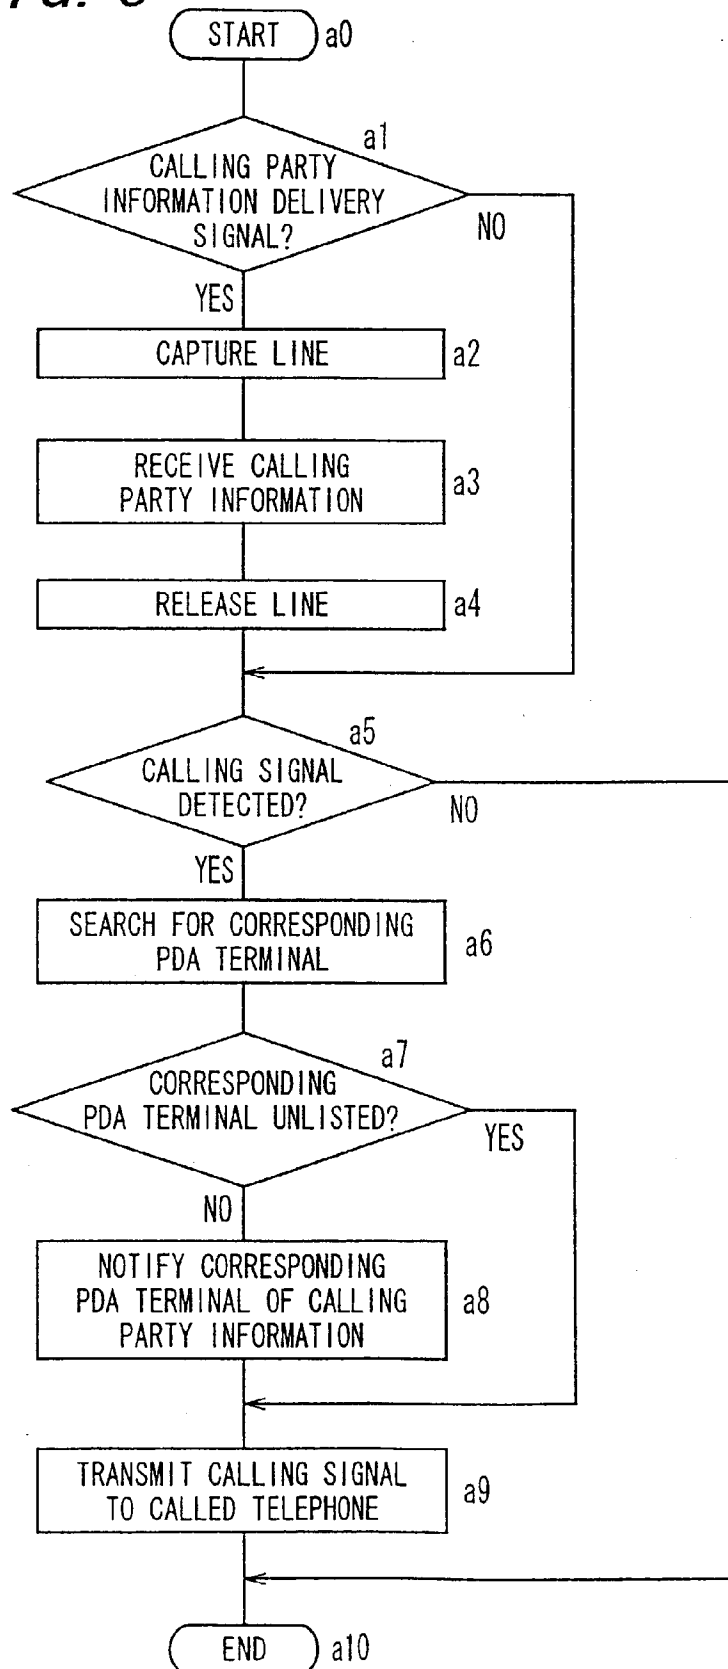 START a0
a1
CALLING PARTY
INFORMATION DELIVERY
SIGNAL?
NO
YES
CAPTURE LINE a2
RECEIVE CALLING
PARTY INFORMATION
a3
RELEASE LINE a4
a5
CALLING SIGNAL
DETECTED?
NO
YES
SEARCH FOR CORRESPONDING
PDA TERMINAL
a6
a7
CORRESPONDING
PDA TERMINAL UNLISTED?
YES
NO
NOTIFY CORRESPONDING
PDA TERMINAL OF CALLING
PARTY INFORMATION
a8
TRANSMIT CALLING SIGNAL
TO CALLED TELEPHONE
a9
END a10